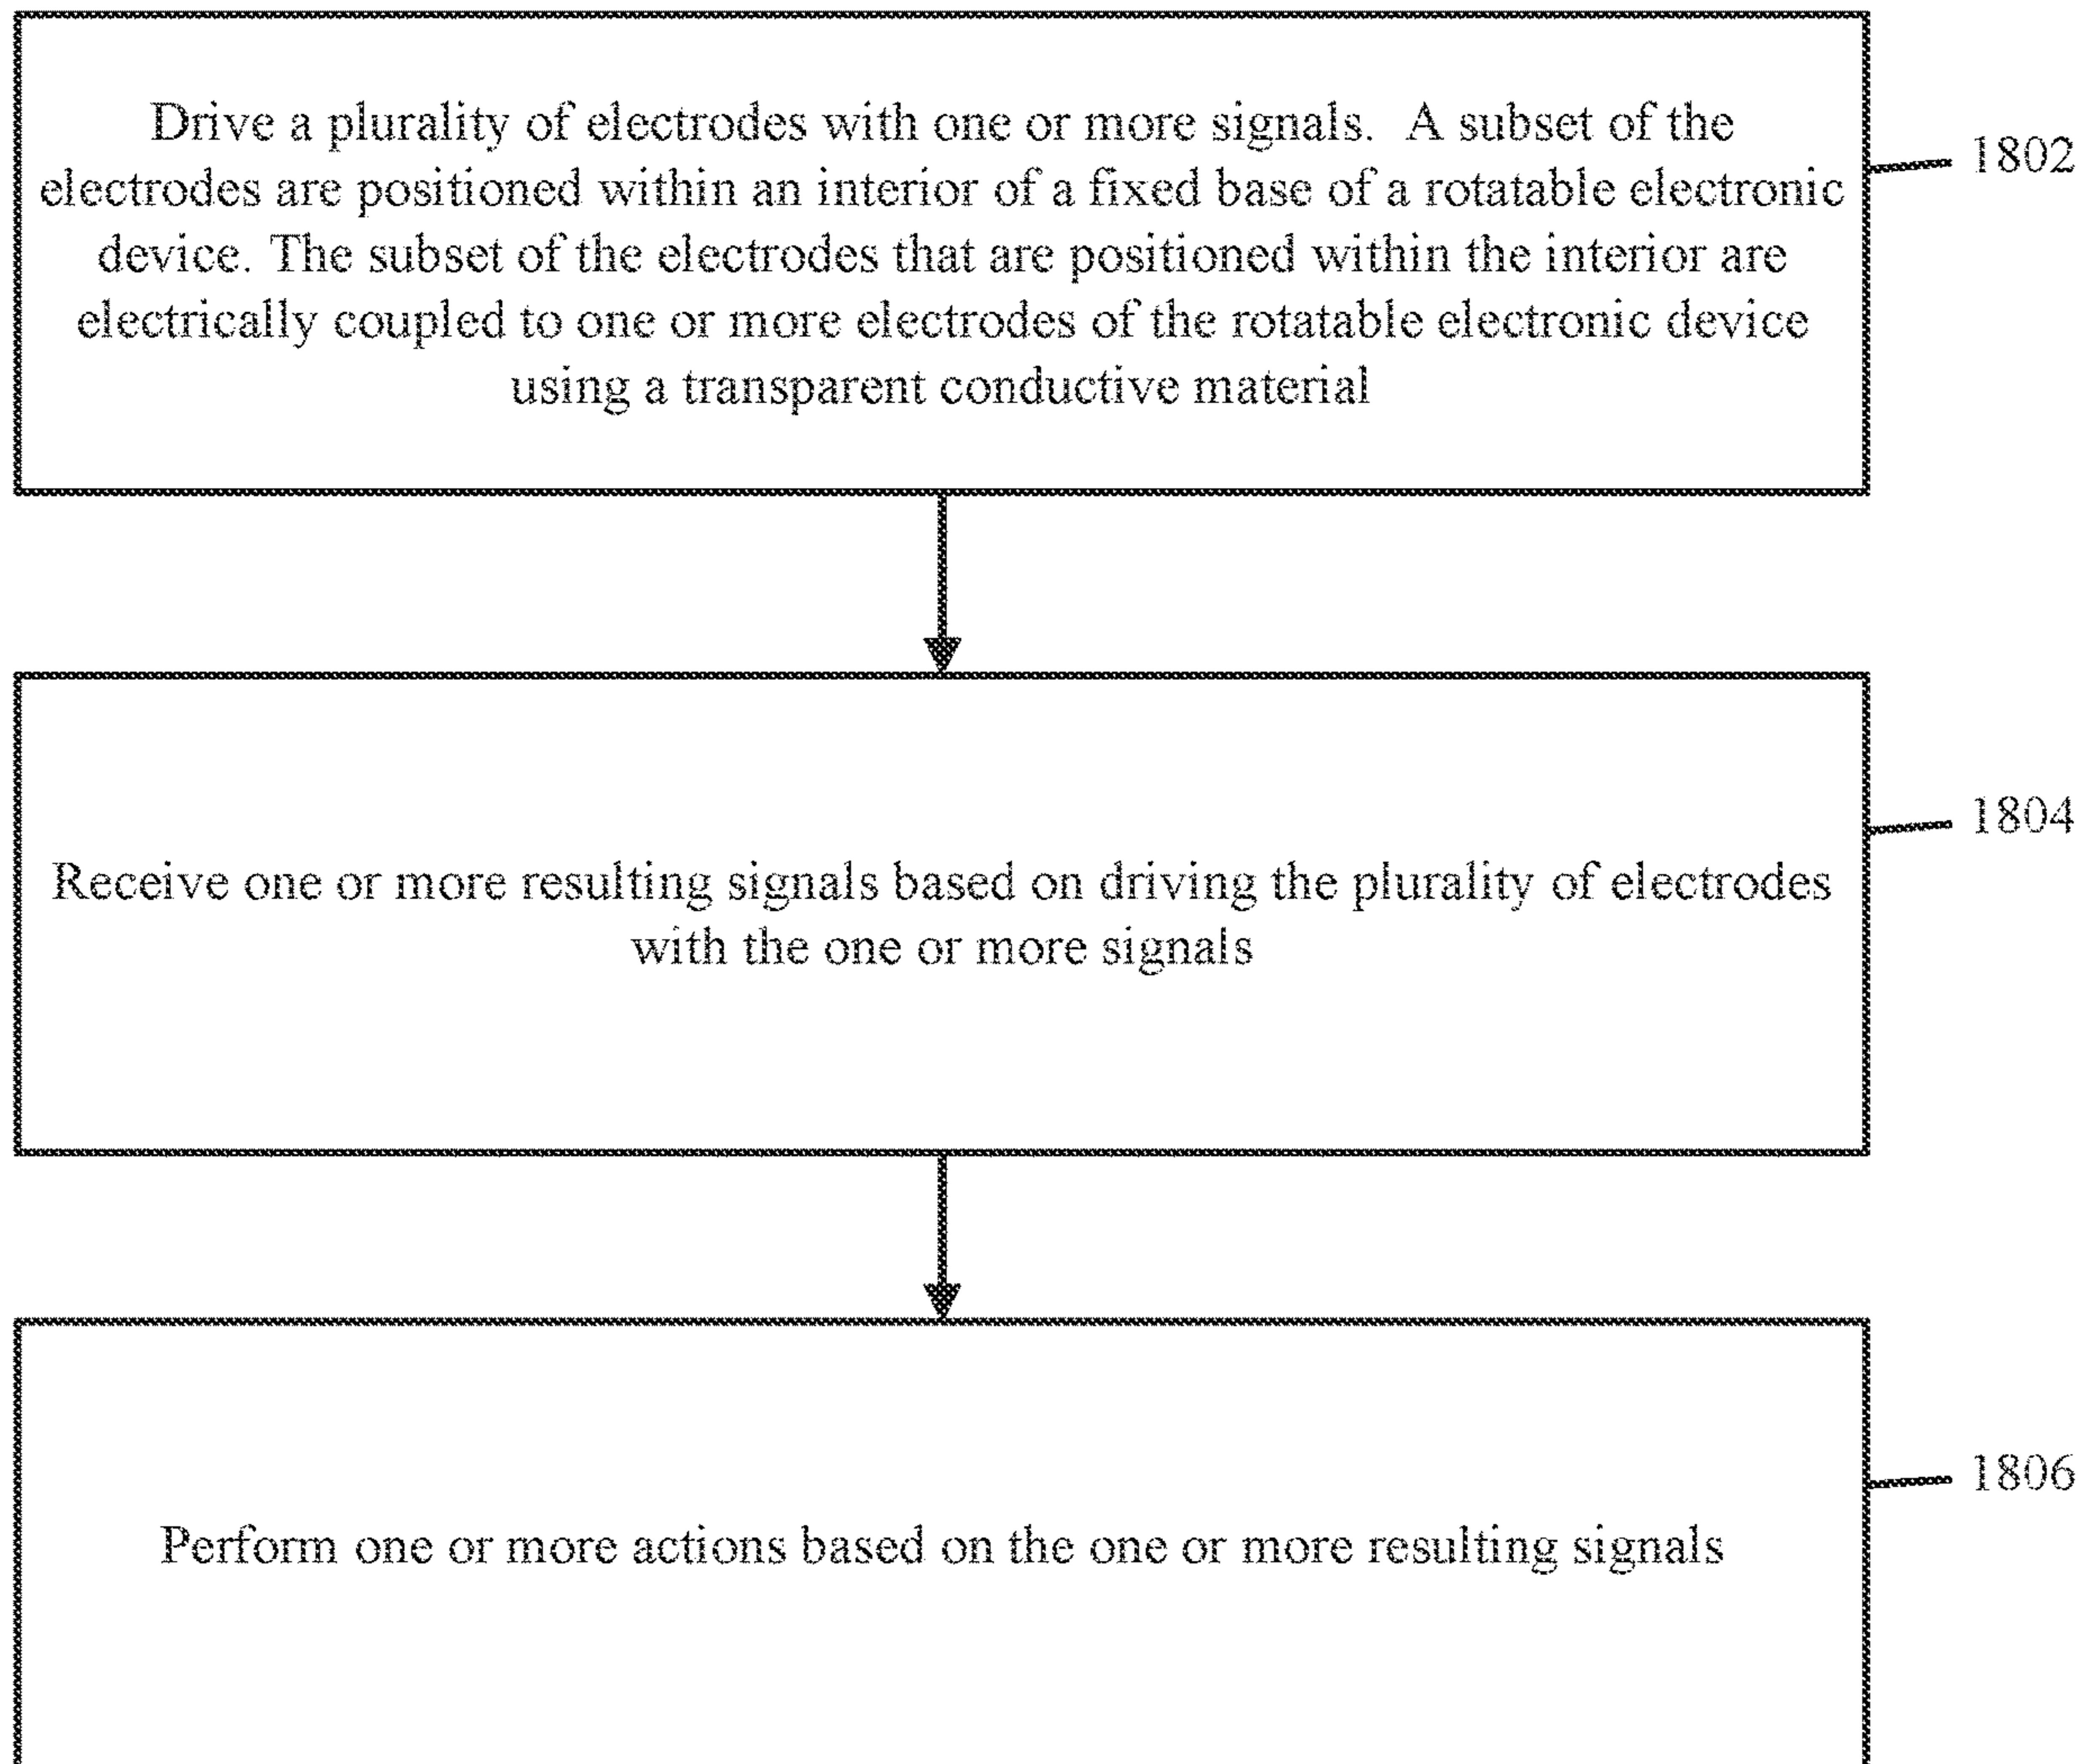 Drive a plurality of electrodes with one or more signals.  A subset of the
electrodes are positioned within an interior of a fixed base of a rotatable electronic
device. The subset of the electrodes that are positioned within the interior are
electrically coupled to one or more electrodes of the rotatable electronic device
using a transparent conductive material
1802
Receive one or more resulting signals based on driving the plurality of electrodes
with the one or more signals
1804
Perform one or more actions based on the one or more resulting signals
1806